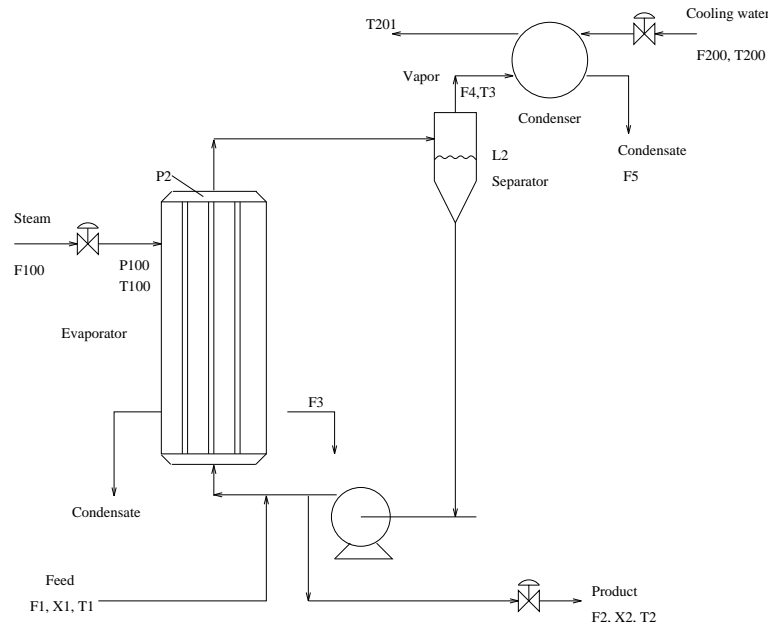 Cooling water
T201
F200, T200
Vapor
F4,T3
Condenser
L2
Separator
Condensate
F5
P2
Steam
F100
P100
T100
Evaporator
F3
Condensate
Feed
F1, X1, T1
Product
F2, X2, T2